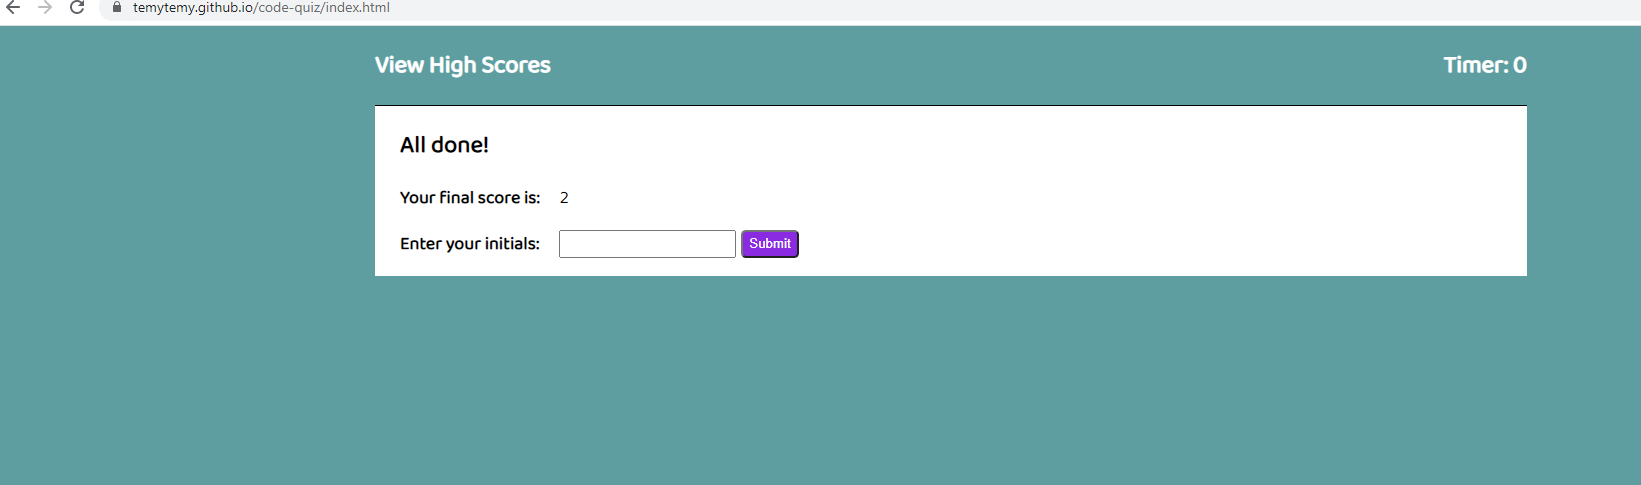 temytemy.github.io/code-quiz/index.html
View High Scores
Timer: 0
All done!
Your final score is: 2
Enter your initials:
Submit